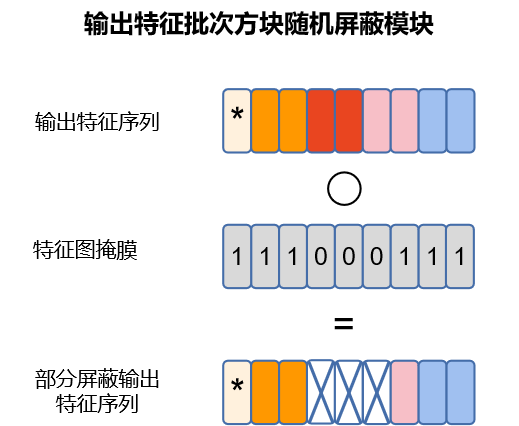 输出特征批次方块随机屏蔽模块
输出特征序列
*
特征图掩膜
1 1 1 0 0 0 1 1 1
=
部分屏蔽输出
特征序列
*